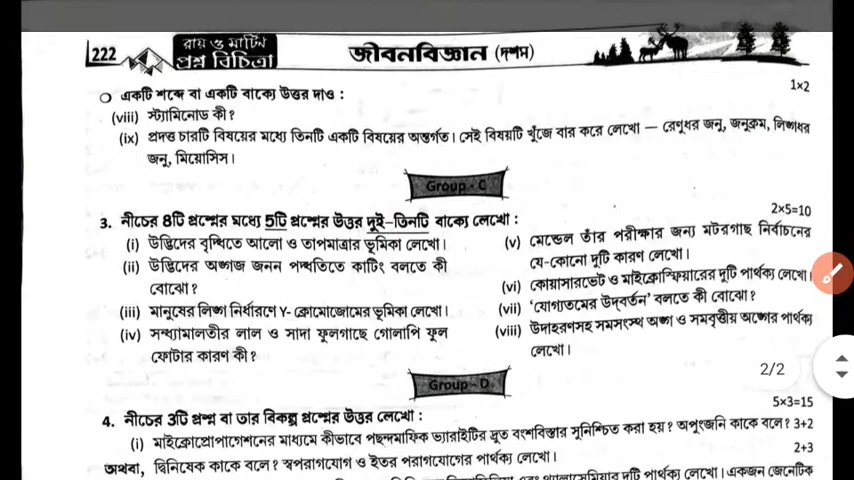 222
রায় ও মার্টিন
প্রশ্ন বিচিত্রা
জীবনবিজ্ঞান (দশম)
○ একটি শব্দে বা একটি বাক্যে উত্তর দাও :
1×2
(viii) স্ট্যামিনোড কী?
(ix) প্রদত্ত চারটি বিষয়ের মধ্যে তিনটি একটি বিষয়ের অন্তর্গত। সেই বিষয়টি খুঁজে বার করে লেখো — রেণুধর জনু, জনুক্রম, লিঙ্গধর
জনু, মিয়োসিস।
Group - C
3. নীচের 8টি প্রশ্নের মধ্যে 5টি প্রশ্নের উত্তর দুই-তিনটি বাক্যে লেখো :
2×5=10
(i) উদ্ভিদের বৃদ্ধিতে আলো ও তাপমাত্রার ভূমিকা লেখো।
(ii) উদ্ভিদের অঙ্গজ জনন পদ্ধতিতে কাটিং বলতে কী
বোঝো?
(iii) মানুষের লিঙ্গ নির্ধারণে Y- ক্রোমোজোমের ভূমিকা লেখো।
(iv) সন্ধ্যামালতীর লাল ও সাদা ফুলগাছে গোলাপি ফুল
ফোটার কারণ কী?
(v) মেন্ডেল তাঁর পরীক্ষার জন্য মটরগাছ নির্বাচনের
যে-কোনো দুটি কারণ লেখো।
(vi) কোয়াসারভেট ও মাইক্রোস্ফিয়ারের দুটি পার্থক্য লেখো।
(vii) ‘যোগ্যতমের উদ্‌বর্তন’ বলতে কী বোঝো?
(viii) উদাহরণসহ সমসংস্থ অঙ্গ ও সমবৃত্তীয় অঙ্গের পার্থক্য
লেখো।
2/2
Group - D
4. নীচের 3টি প্রশ্ন বা তার বিকল্প প্রশ্নের উত্তর লেখো :
5×3=15
(i) মাইক্রোপ্রোপাগেশনের মাধ্যমে কীভাবে পছন্দমাফিক ভ্যারাইটির দ্রুত বংশবিস্তার সুনিশ্চিত করা হয়? অপুংজনি কাকে বলে? 3+2
অথবা, দ্বিনিষেক কাকে বলে? স্বপরাগযোগ ও ইতর পরাগযোগের পার্থক্য লেখো।
2+3
থ্যালাসেমিয়ার দুটি পার্থক্য লেখো। একজন জেনেটিক